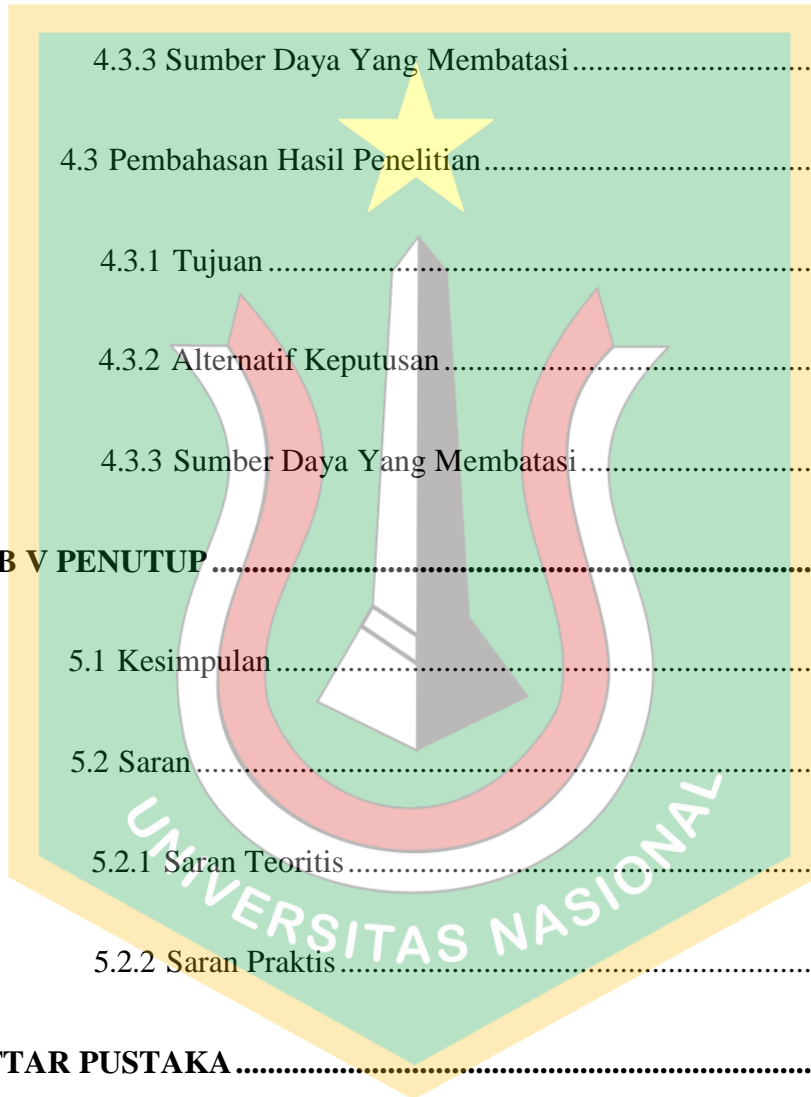 4.3.3 Sumber Daya Yang Membatasi........................
4.3 Pembahasan Hasil Penelitian........................
4.3.1 Tujuan........................
4.3.2 Alternatif Keputusan........................
4.3.3 Sumber Daya Yang Membatasi........................
B V PENUTUP........................
5.1 Kesimpulan........................
5.2 Saran........................
5.2.1 Saran Teoritis........................
5.2.2 Saran Praktis........................
UNIVERSITAS NASIONAL
TAR PUSTAKA........................